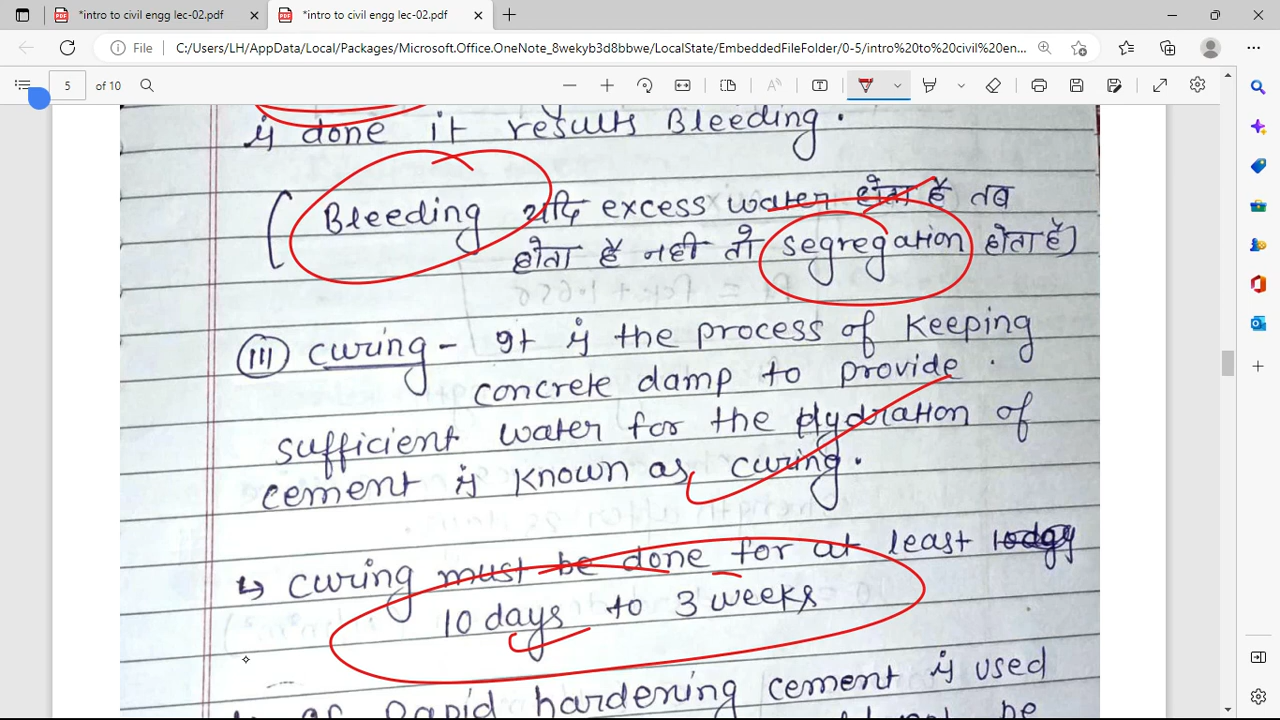 *intro to civil engg lec-02.pdf
*intro to civil engg lec-02.pdf
File
C:/Users/LH/AppData/Local/Packages/Microsoft.Office.OneNote_8wekyb3d8bbwe/LocalState/EmbeddedFileFolder/0-5/intro%20to%20civil%20en...
5 of 10
is done it results Bleeding.
(Bleeding यदि excess water होता है तब
होता है नही तो segregation होता है)
(III) curing - It is the process of keeping
concrete damp to provide
sufficient water for the Hydration of
cement is known as curing.
↳ curing must be done for at least
10 days to 3 weeks
rapid hardening cement is used
be